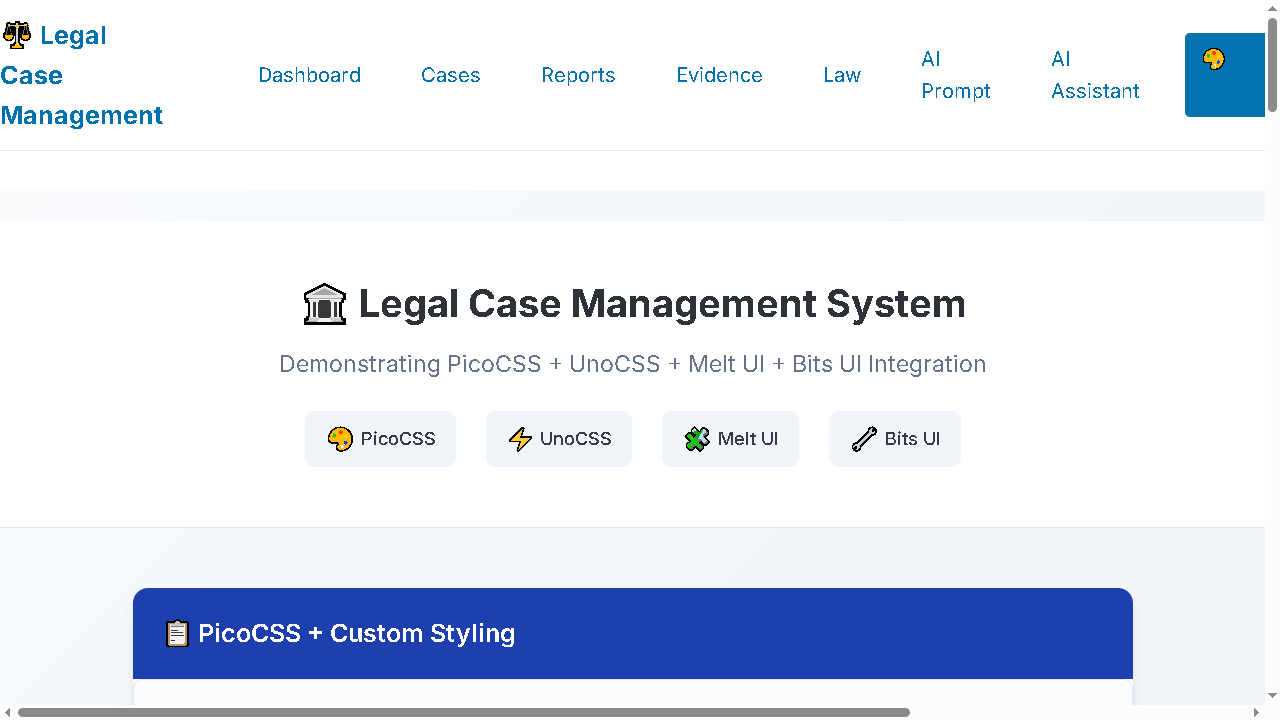 Legal
Case
Management
Dashboard
Cases
Reports
Evidence
Law
AI
Prompt
AI
Assistant
Legal Case Management System
Demonstrating PicoCSS + UnoCSS + Melt UI + Bits UI Integration
PicoCSS
UnoCSS
Melt UI
Bits UI
PicoCSS + Custom Styling